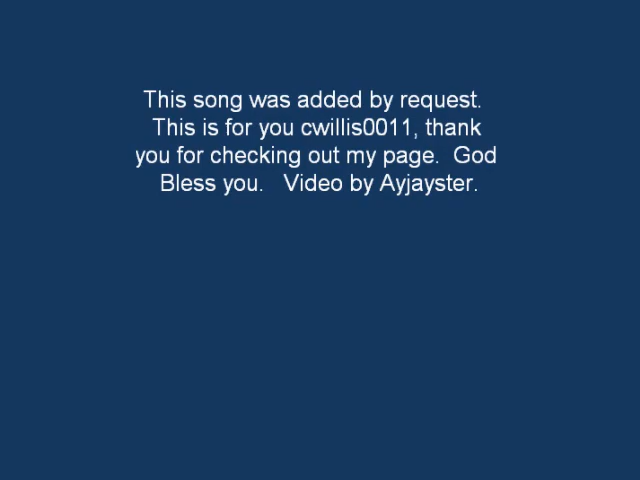 This song was added by request.
This is for you cwillis0011, thank
you for checking out my page.  God
Bless you.   Video by Ayjayster.